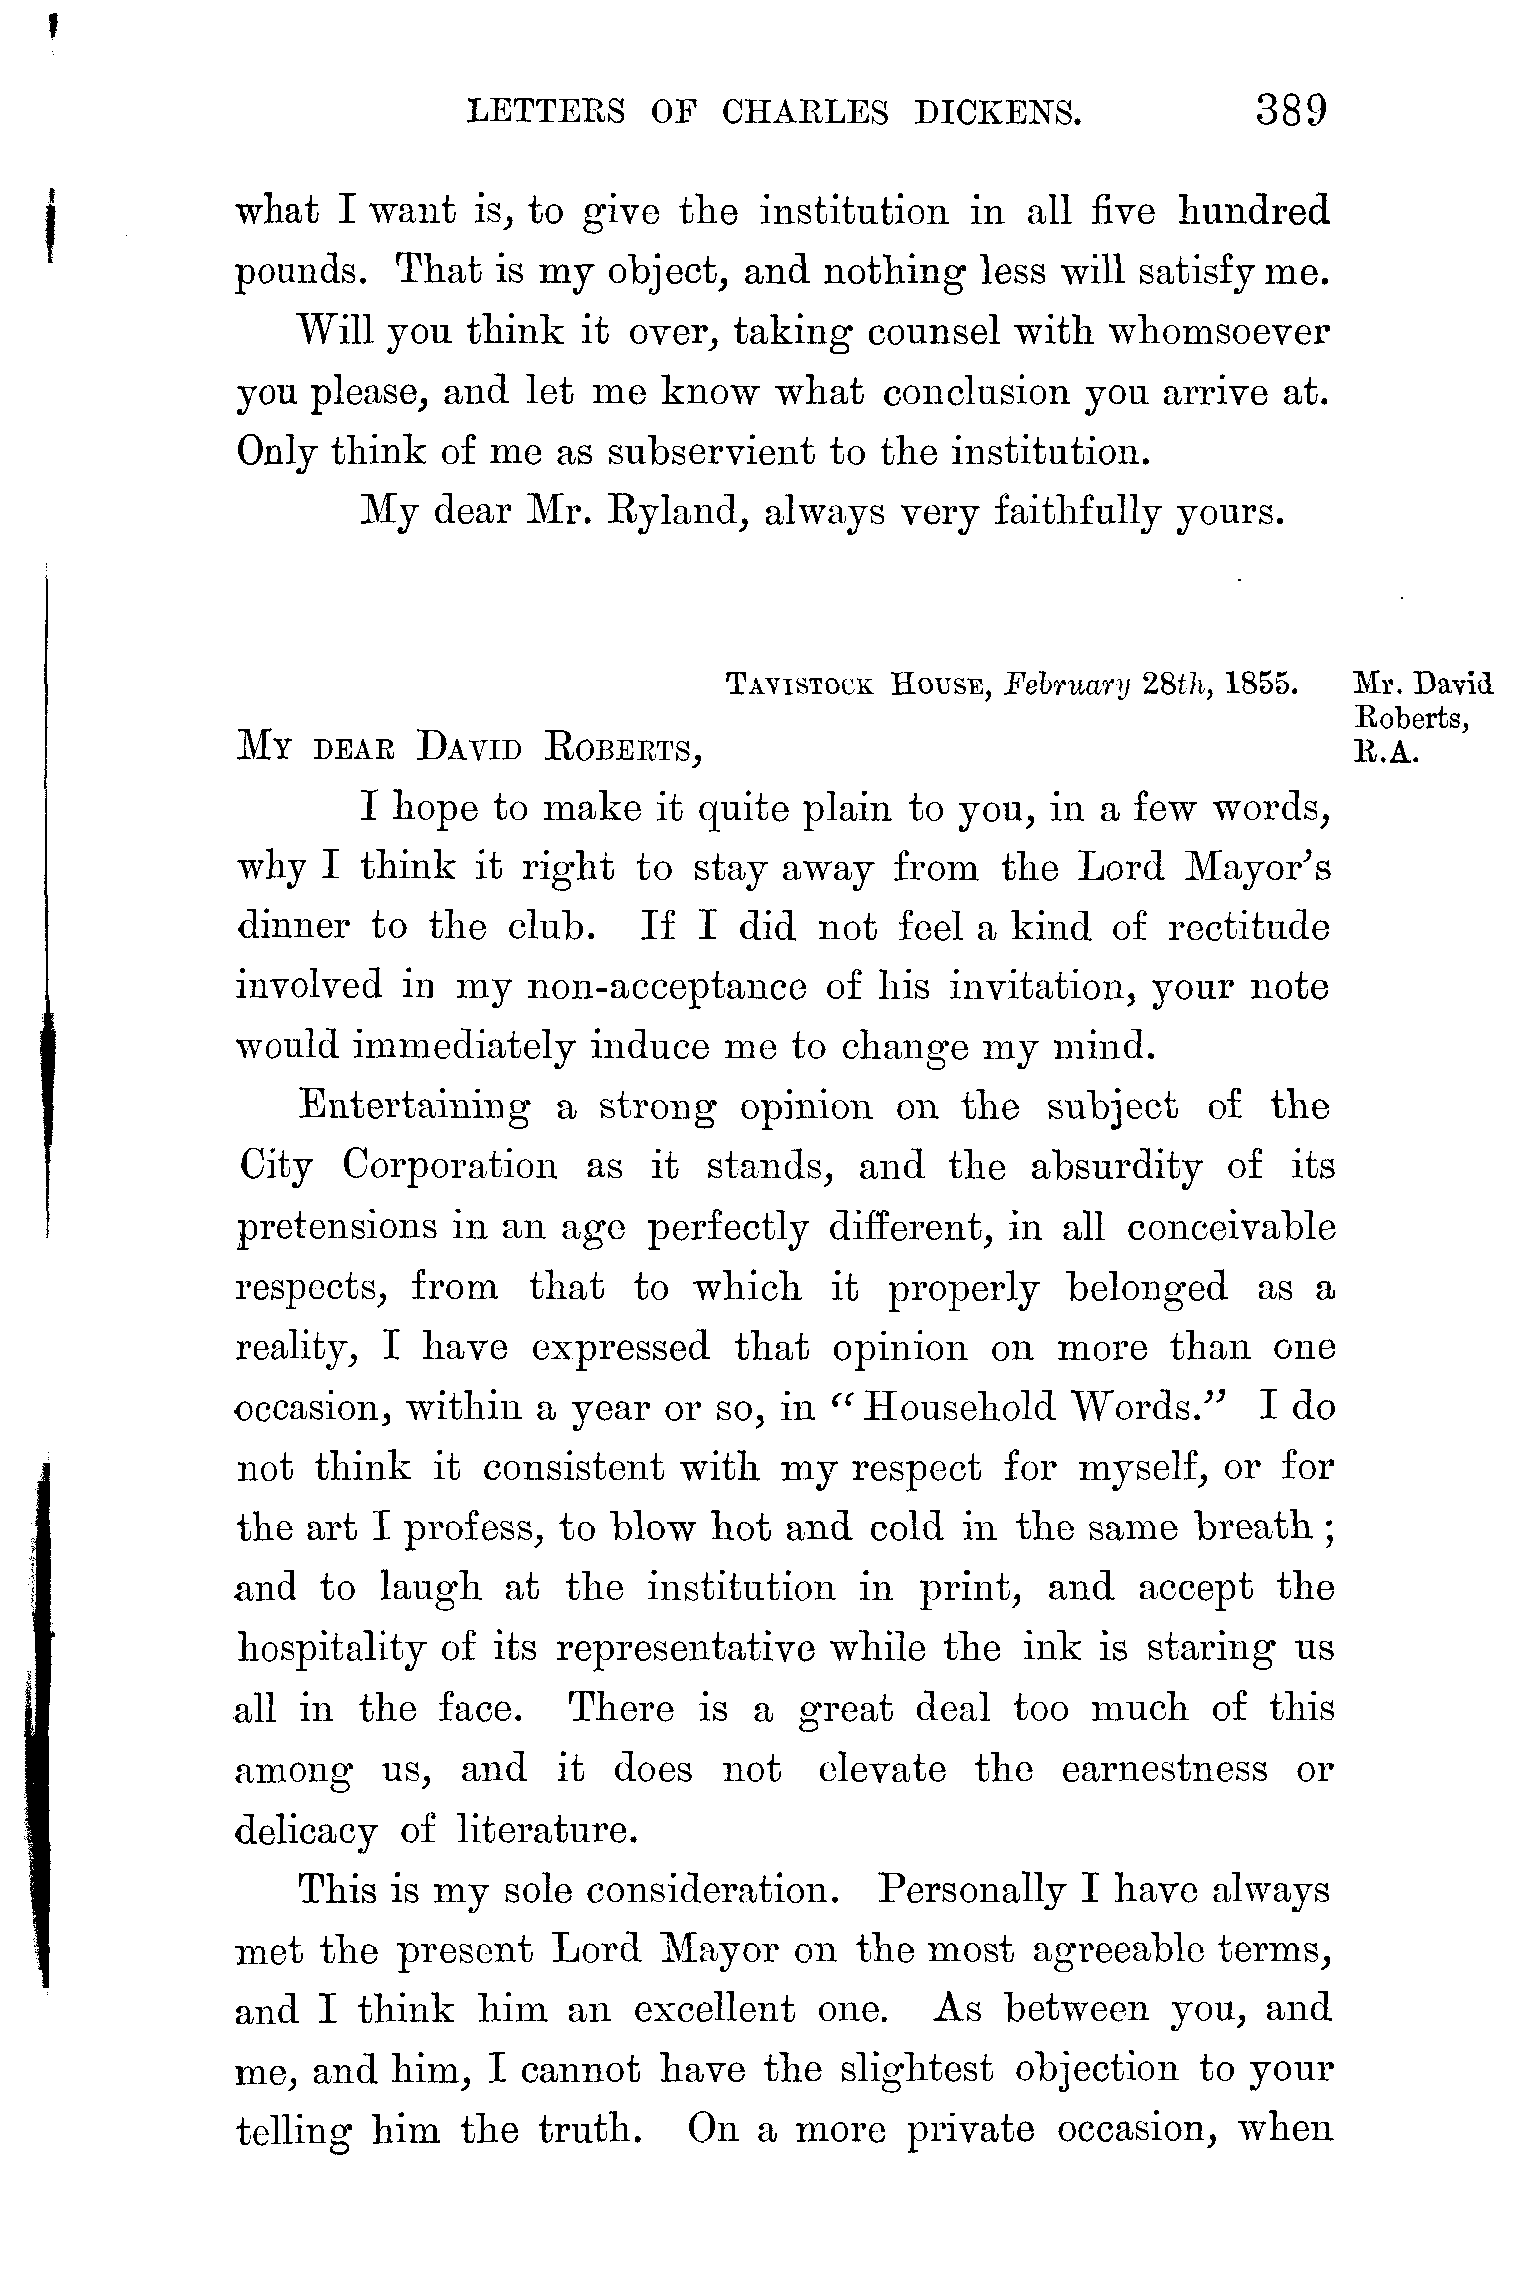 LETTERS OF CHARLES DICKENS. 389
what I want is, to give the institution in all five hundred
pounds. That is my object, and nothing less will satisfy me.
Will you think it over, taking counsel with whomsoever
you please, and let me know what conclusion you arrive at.
Only think of me as subservient to the institution.
My dear Mr. Ryland, always very faithfully yours.
TAVISTOCK HOUSE, February 28th, 1855.
Mr. David
Roberts,
R.A.
MY DEAR DAVID ROBERTS,
I hope to make it quite plain to you, in a few words,
why I think it right to stay away from the Lord Mayor's
dinner to the club. If I did not feel a kind of rectitude
involved in my non-acceptance of his invitation, your note
would immediately induce me to change my mind.
Entertaining a strong opinion on the subject of the
City Corporation as it stands, and the absurdity of its
pretensions in an age perfectly different, in all conceivable
respects, from that to which it properly belonged as a
reality, I have expressed that opinion on more than one
occasion, within a year or so, in "Household Words." I do
not think it consistent with my respect for myself, or for
the art I profess, to blow hot and cold in the same breath;
and to laugh at the institution in print, and accept the
hospitality of its representative while the ink is staring us
all in the face. There is a great deal too much of this
among us, and it does not elevate the earnestness or
delicacy of literature.
This is my sole consideration. Personally I have always
met the present Lord Mayor on the most agreeable terms,
and I think him an excellent one. As between you, and
me, and him, I cannot have the slightest objection to your
telling him the truth. On a more private occasion, when